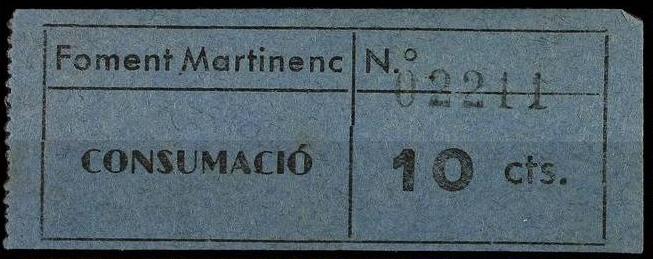 Foment Martinenc
N.º 02211
CONSUMACIÓ
10 cts.